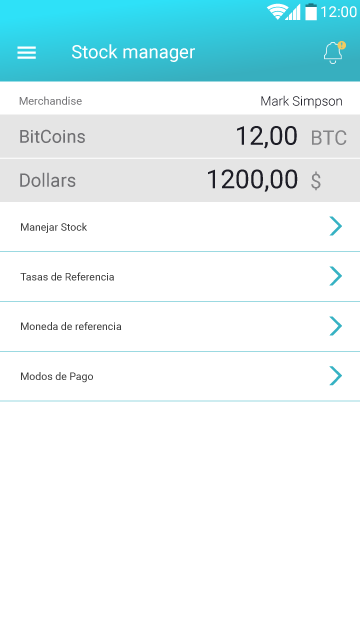 12:00
Stock manager
Merchandise Mark Simpson
BitCoins 12,00 BTC
Dollars 1200,00 $
Manejar Stock
Tasas de Referencia
Moneda de referencia
Modos de Pago